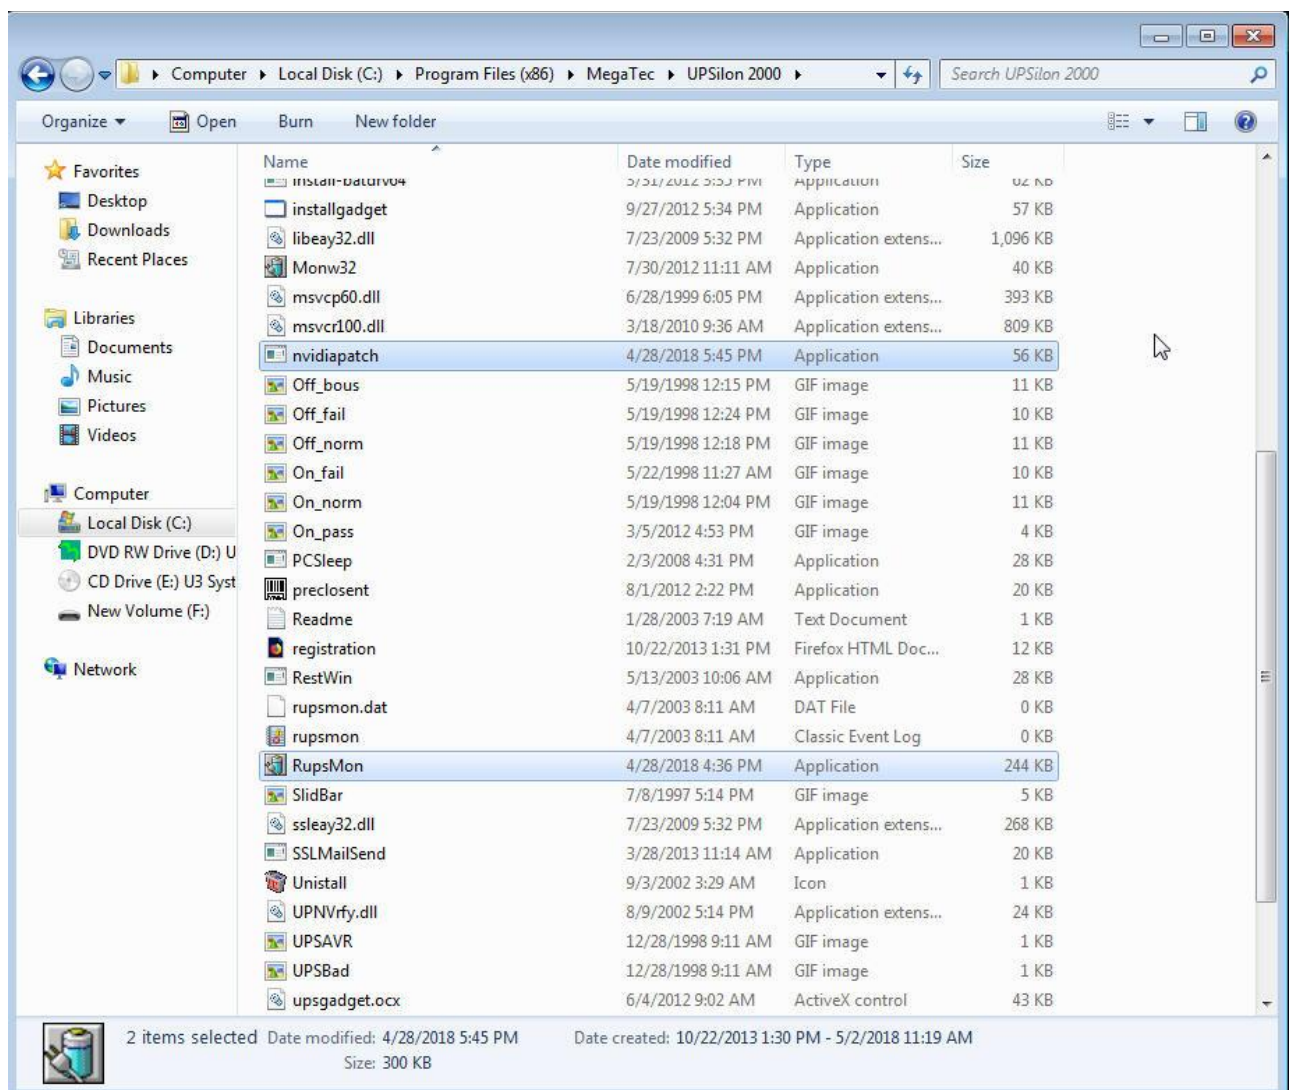 Computer Local Disk (C:) Program Files (x86) MegaTec UPSilon 2000 Search UPSilon 2000
Organize Open Burn New folder
Favorites
Desktop
Downloads
Recent Places
Libraries
Documents
Music
Pictures
Videos
Computer
Local Disk (C:)
DVD RW Drive (D:) U
CD Drive (E:) U3 Syst
New Volume (F:)
Network
Name Date modified Type Size
install-batdrv64 5/31/2012 5:55 PM Application 62 KB
installgadget 9/27/2012 5:34 PM Application 57 KB
libeay32.dll 7/23/2009 5:32 PM Application extens... 1,096 KB
Monw32 7/30/2012 11:11 AM Application 40 KB
msvcp60.dll 6/28/1999 6:05 PM Application extens... 393 KB
msvcr100.dll 3/18/2010 9:36 AM Application extens... 809 KB
nvidiapatch 4/28/2018 5:45 PM Application 56 KB
Off_bous 5/19/1998 12:15 PM GIF image 11 KB
Off_fail 5/19/1998 12:24 PM GIF image 10 KB
Off_norm 5/19/1998 12:18 PM GIF image 11 KB
On_fail 5/22/1998 11:27 AM GIF image 10 KB
On_norm 5/19/1998 12:04 PM GIF image 11 KB
On_pass 3/5/2012 4:53 PM GIF image 4 KB
PCSleep 2/3/2008 4:31 PM Application 28 KB
preclosent 8/1/2012 2:22 PM Application 20 KB
Readme 1/28/2003 7:19 AM Text Document 1 KB
registration 10/22/2013 1:31 PM Firefox HTML Doc... 12 KB
RestWin 5/13/2003 10:06 AM Application 28 KB
rupsmon.dat 4/7/2003 8:11 AM DAT File 0 KB
rupsmon 4/7/2003 8:11 AM Classic Event Log 0 KB
RupsMon 4/28/2018 4:36 PM Application 244 KB
SlidBar 7/8/1997 5:14 PM GIF image 5 KB
ssleay32.dll 7/23/2009 5:32 PM Application extens... 268 KB
SSLMailSend 3/28/2013 11:14 AM Application 20 KB
Unistall 9/3/2002 3:29 AM Icon 1 KB
UPNVrfy.dll 8/9/2002 5:14 PM Application extens... 24 KB
UPSAVR 12/28/1998 9:11 AM GIF image 1 KB
UPSBad 12/28/1998 9:11 AM GIF image 1 KB
upsgadget.ocx 6/4/2012 9:02 AM ActiveX control 43 KB
2 items selected Date modified: 4/28/2018 5:45 PM Date created: 10/22/2013 1:30 PM - 5/2/2018 11:19 AM
Size: 300 KB